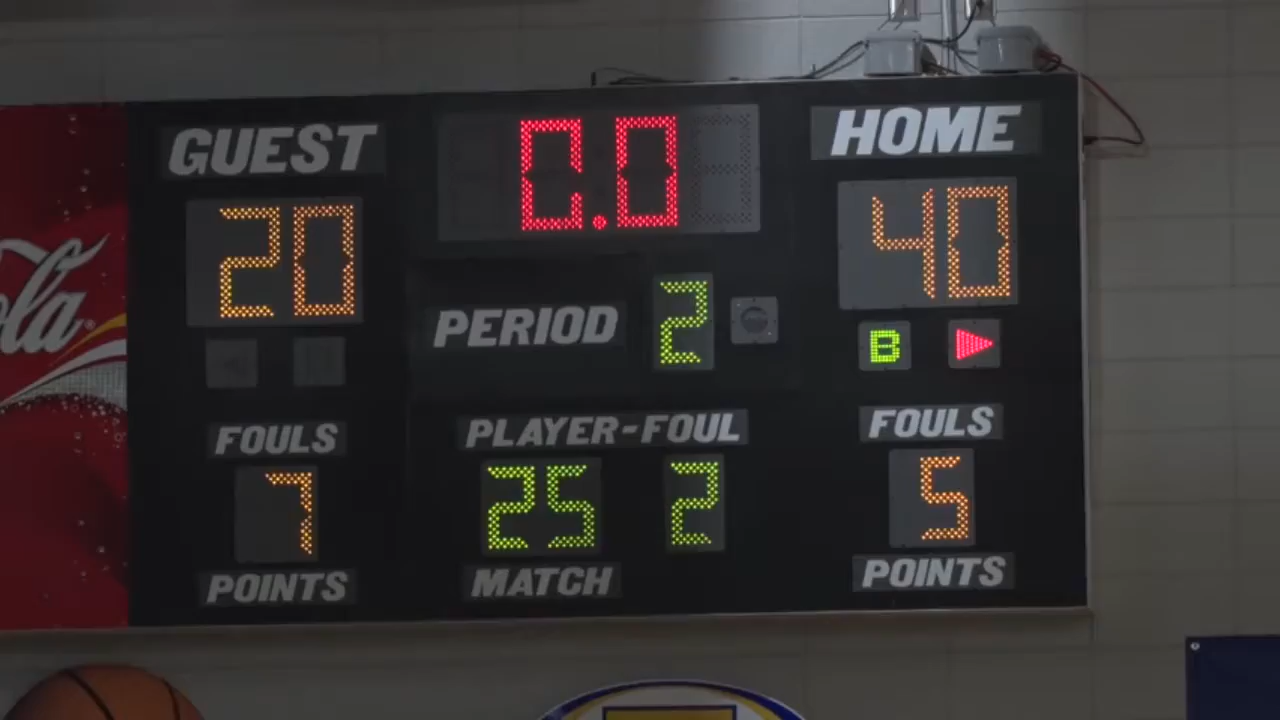 GUEST
0.0
HOME
20
40
PERIOD 2
B
FOULS
PLAYER-FOUL
FOULS
7
25 2
5
POINTS
MATCH
POINTS
ola